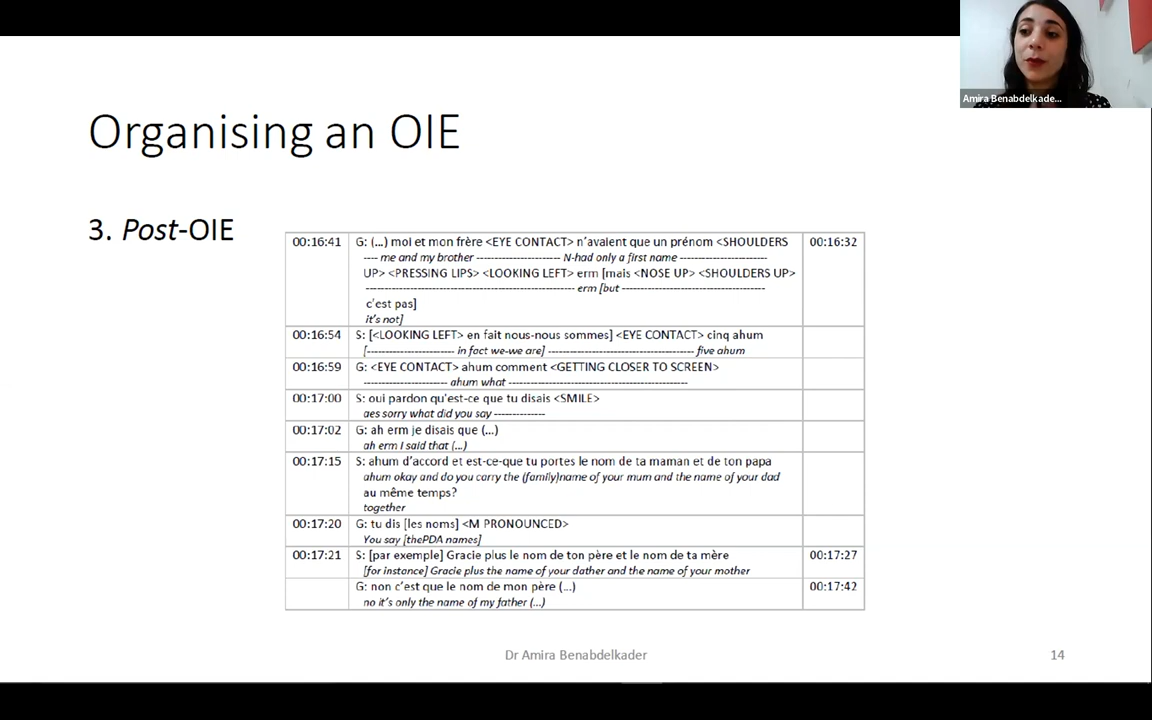 Amira Benabdelkade...
Organising an OIE
3. Post-OIE
00:16:41 G: (...) moi et mon frère <EYE CONTACT> n'avaient que un prénom <SHOULDERS 00:16:32
---- me and my brother ---------------------- N-had only a first name -----------------------
UP> <PRESSING LIPS> <LOOKING LEFT> erm [mais <NOSE UP> <SHOULDERS UP>
------------------------------------------------------ erm [but -------------------------------------
c'est pas]
it's not]
00:16:54 S: [<LOOKING LEFT> en fait nous-nous sommes] <EYE CONTACT> cinq ahum
[----------------------- in fact we-we are] -------------------------------------- five ahum
00:16:59 G: <EYE CONTACT> ahum comment <GETTING CLOSER TO SCREEN>
---------------------- ahum what ----------------------------------------------
00:17:00 S: oui pardon qu'est-ce que tu disais <SMILE>
aes sorry what did you say --------------
00:17:02 G: ah erm je disais que (...)
ah erm I said that (...)
00:17:15 S: ahum d'accord et est-ce-que tu portes le nom de ta maman et de ton papa
ahum okay and do you carry the (family)name of your mum and the name of your dad
au même temps?
together
00:17:20 G: tu dis [les noms] <M PRONOUNCED>
You say [thePDA names]
00:17:21 S: [par exemple] Gracie plus le nom de ton père et le nom de ta mère 00:17:27
[for instance] Gracie plus the name of your dather and the name of your mother
G: non c'est que le nom de mon père (...) 00:17:42
no it's only the name of my father (...)
Dr Amira Benabdelkader
14